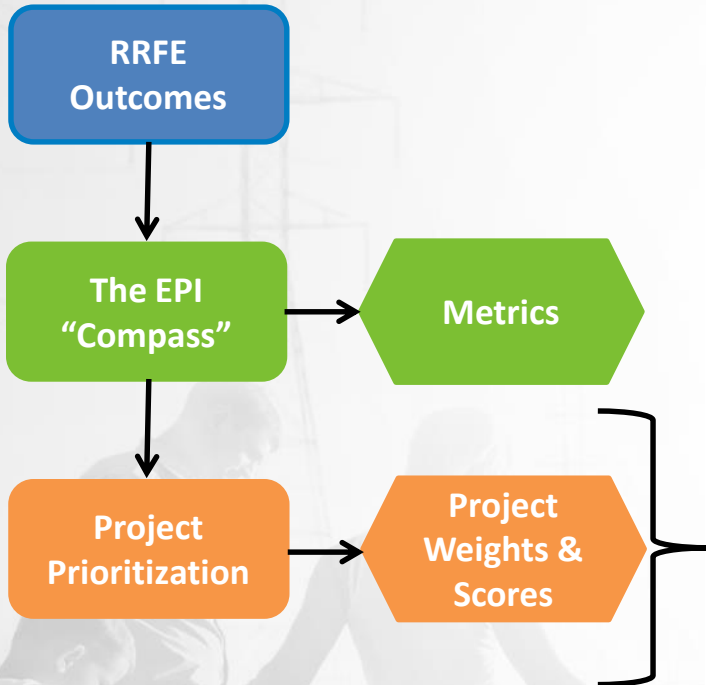 RRFE
Outcomes
The EPI
“Compass”
Metrics
Project
Prioritization
Project
Weights &
Scores